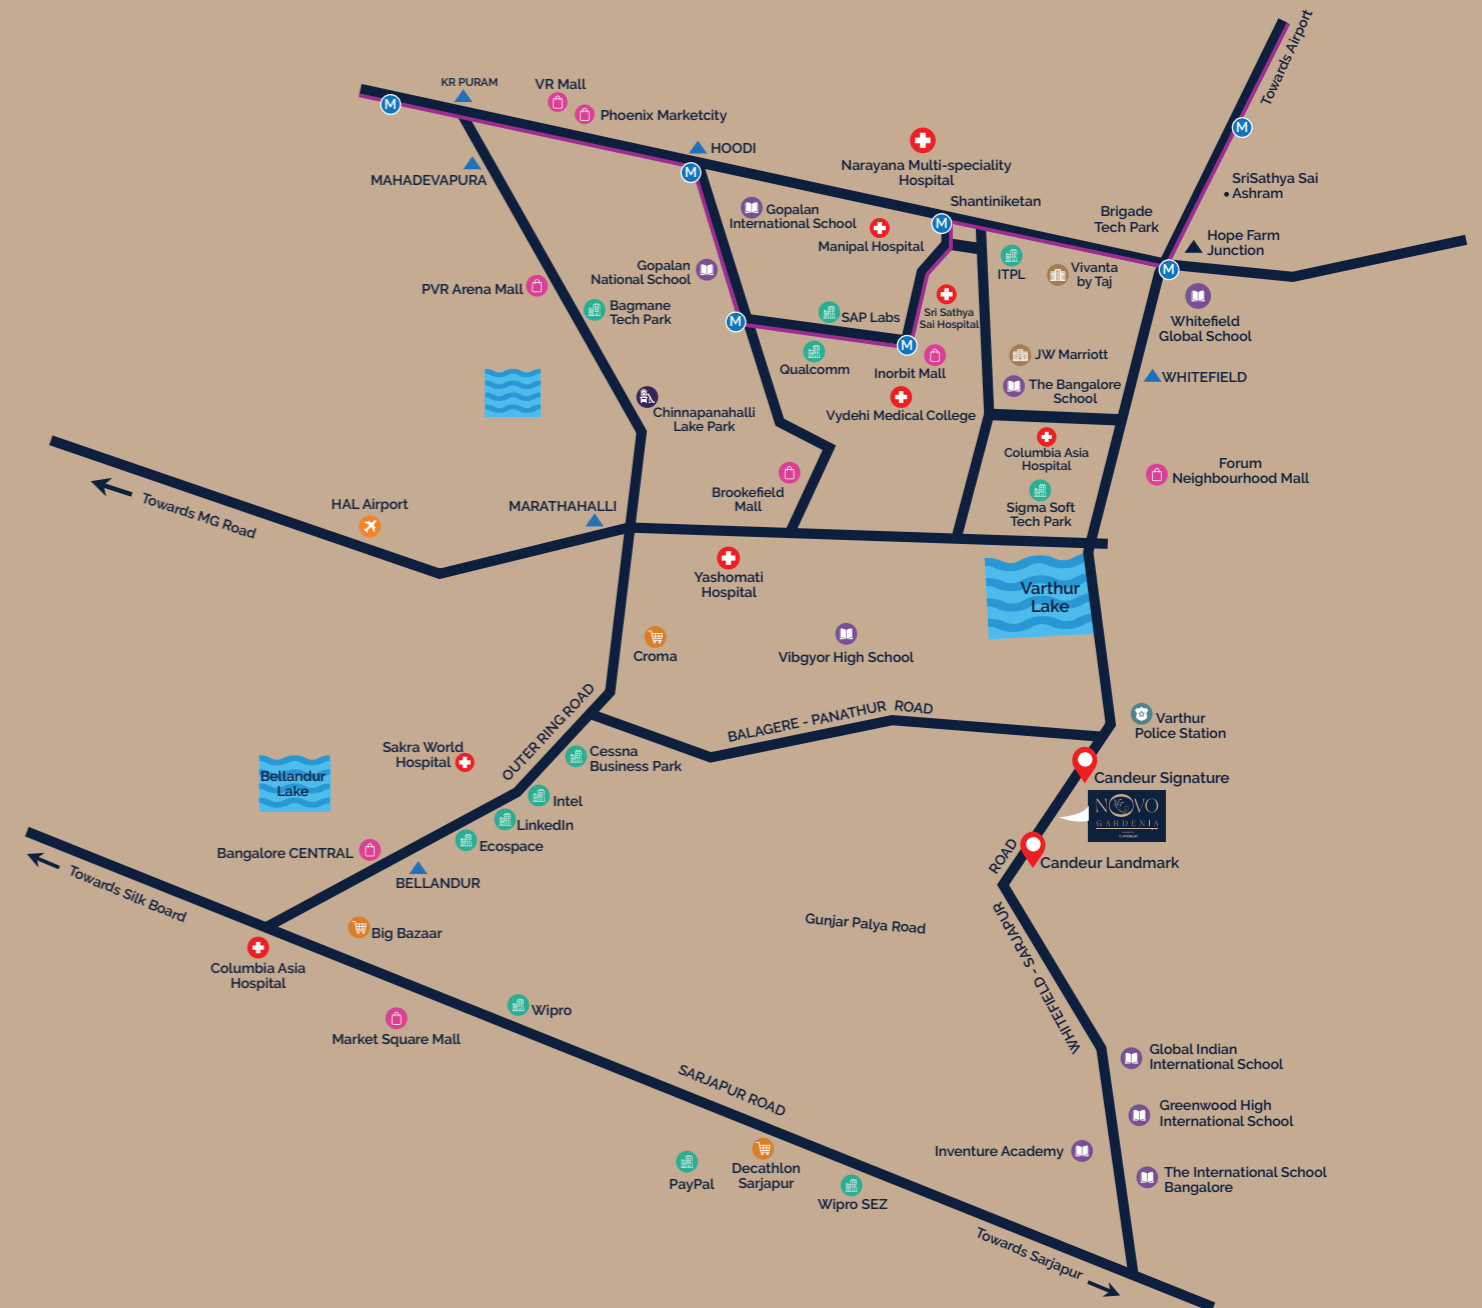 Towards Airport
KR PURAM
VR Mall
Phoenix Marketcity
M
HOODI
M
MAHADEVAPURA
Narayana Multi-speciality
Hospital
Shantiniketan
M
SriSathya Sai
Ashram
Brigade
Tech Park
Hope Farm
Junction
Gopalan
International School
Manipal Hospital
M
M
ITPL
Vivanta
by Taj
Gopalan
National School
PVR Arena Mall
Bagmane
Tech Park
SAP Labs
Sri Sathya
Sai Hospital
Whitefield
Global School
M
M
Qualcomm
Inorbit Mall
JW Marriott
WHITEFIELD
The Bangalore
School
Chinnapanahalli
Lake Park
Vydehi Medical College
Columbia Asia
Hospital
Forum
Neighbourhood Mall
Towards MG Road
HAL Airport
MARATHAHALLI
Brookefield
Mall
Sigma Soft
Tech Park
Yashomati
Hospital
Varthur
Lake
Croma
Vibgyor High School
OUTER RING ROAD
BALAGERE - PANATHUR ROAD
Varthur
Police Station
Sakra World
Hospital
Cessna
Business Park
Bellandur
Lake
Candeur Signature
Intel
NOVO
GARDENIA
LinkedIn
Ecospace
Bangalore CENTRAL
BELLANDUR
Candeur Landmark
WHITEFIELD - SARJAPUR
ROAD
Towards Silk Board
Big Bazaar
Gunjar Palya Road
Columbia Asia
Hospital
Wipro
Market Square Mall
SARJAPUR ROAD
Global Indian
International School
Greenwood High
International School
Inventure Academy
The International School
Bangalore
PayPal
Decathlon
Sarjapur
Wipro SEZ
Towards Sarjapur